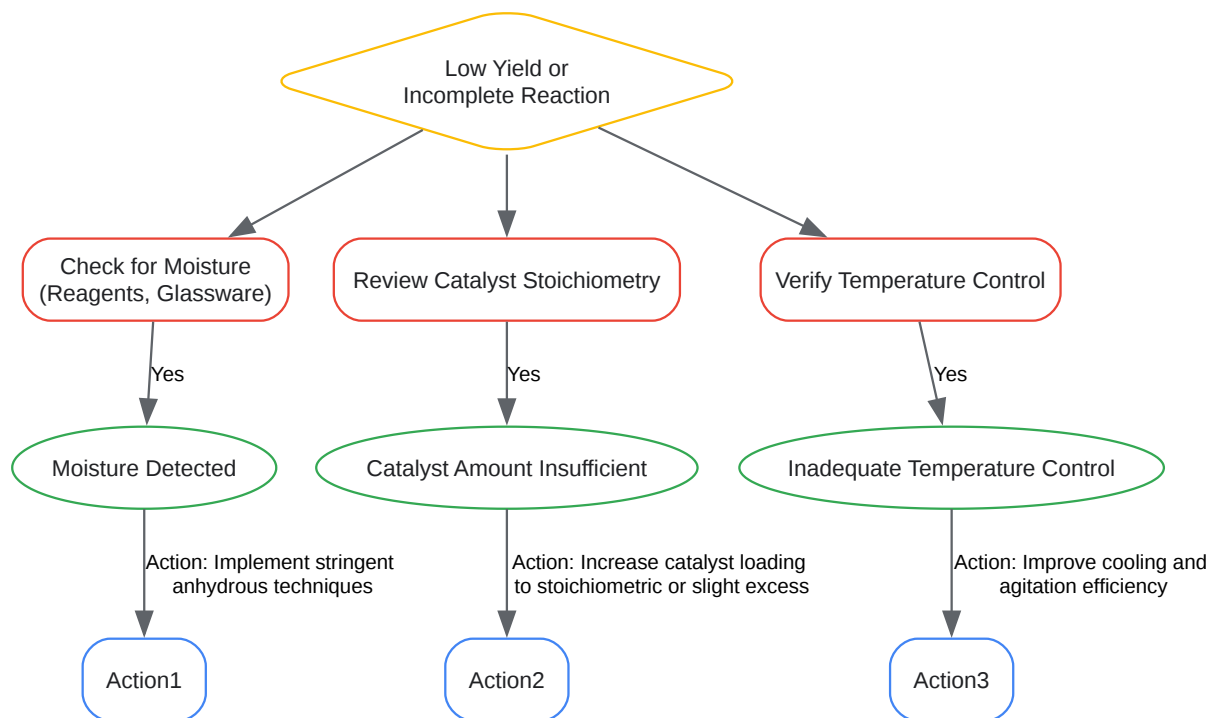 Low Yield or
Incomplete Reaction
Check for Moisture
(Reagents, Glassware)
Review Catalyst Stoichiometry
Verify Temperature Control
Yes
Yes
Yes
Moisture Detected
Catalyst Amount Insufficient
Inadequate Temperature Control
Action: Implement stringent
anhydrous techniques
Action: Increase catalyst loading
to stoichiometric or slight excess
Action: Improve cooling and
agitation efficiency
Action1
Action2
Action3